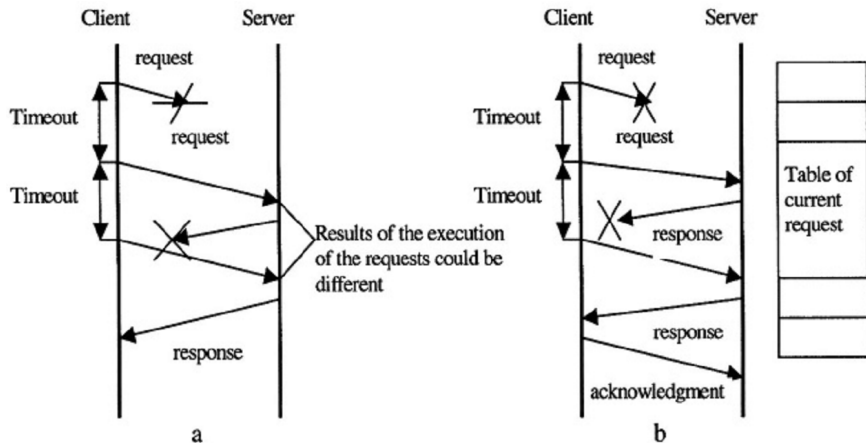 Client
Server
request
Timeout
request
Timeout
Results of the execution
of the requests could be
different
response
a
Client
Server
request
Timeout
request
Timeout
response
Table of
current
request
response
acknowledgment
b